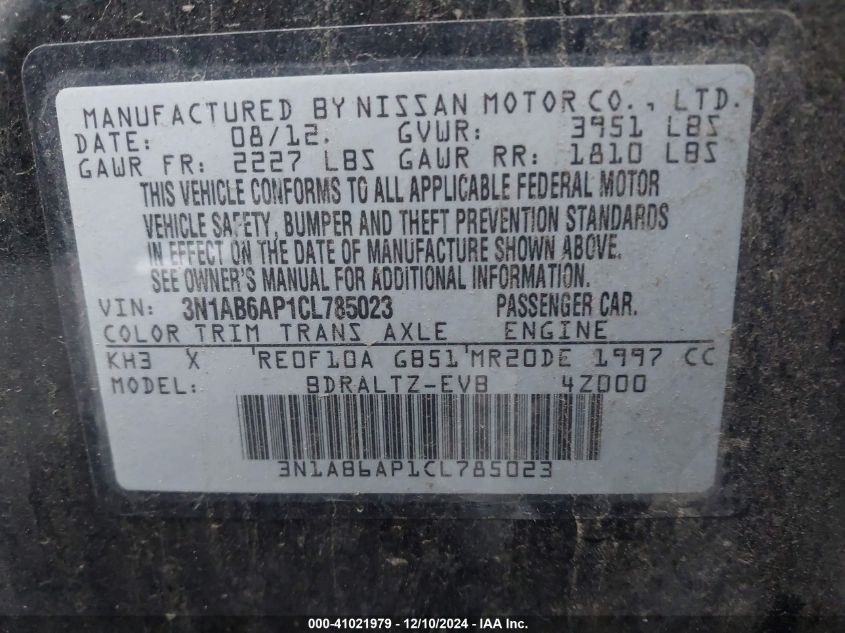 MANUFACTURED BY NISSAN MOTOR CO., LTD.
DATE: 08/12. GVWR: 3951 LBS
GAWR FR: 2227 LBS GAWR RR: 1810 LBS
THIS VEHICLE CONFORMS TO ALL APPLICABLE FEDERAL MOTOR
VEHICLE SAFETY, BUMPER AND THEFT PREVENTION STANDARDS
IN EFFECT ON THE DATE OF MANUFACTURE SHOWN ABOVE.
SEE OWNER'S MANUAL FOR ADDITIONAL INFORMATION.
VIN: 3N1AB6AP1CL785023 PASSENGER CAR.
COLOR TRIM TRANS AXLE ENGINE
KH3 X RE0F10A GB51 MR20DE 1997 CC
MODEL: BDRALTZ-EVB 4Z000
3N1AB6AP1CL785023
000-41021979 – 12/10/2024 – IAA Inc.